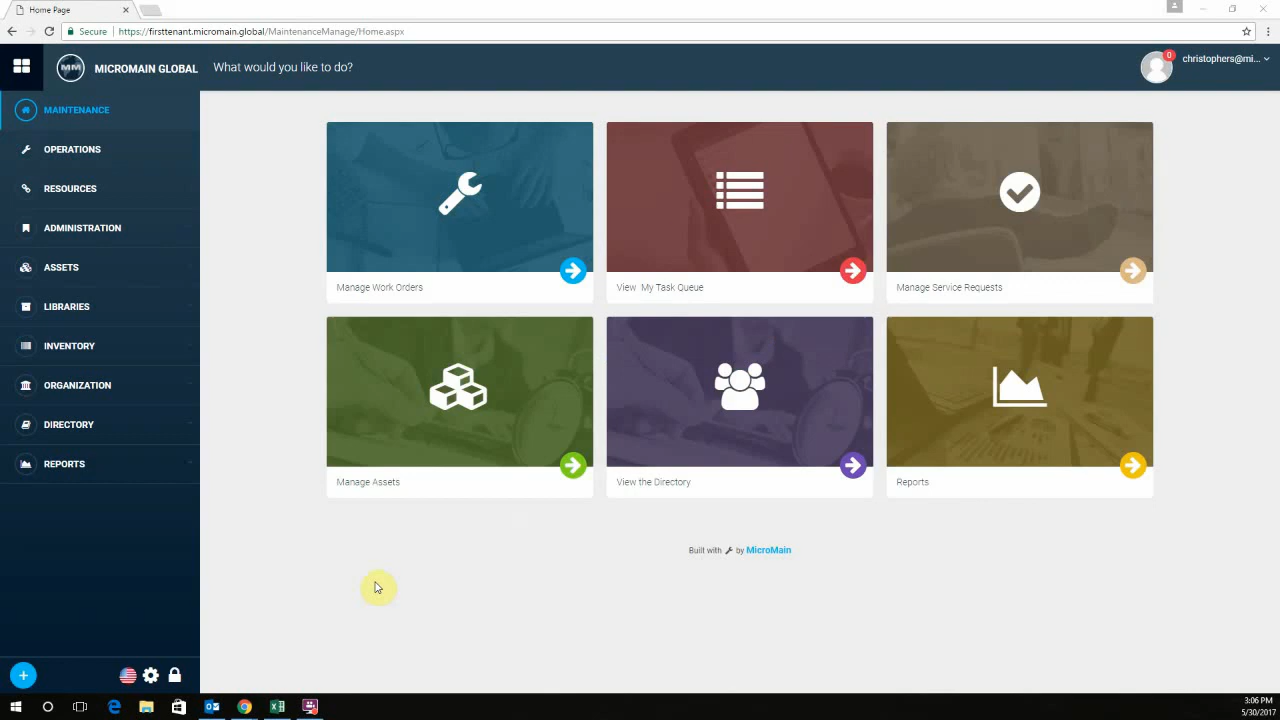 Home Page
Secure https://firsttenant.micromain.global/MaintenanceManage/Home.aspx
MM MICROMAIN GLOBAL What would you like to do? 0 christophers@mi...
MAINTENANCE
OPERATIONS
RESOURCES
ADMINISTRATION
ASSETS
LIBRARIES
INVENTORY
ORGANIZATION
DIRECTORY
REPORTS
Manage Work Orders
View My Task Queue
Manage Service Requests
Manage Assets
View the Directory
Reports
Built with by MicroMain
3:06 PM
5/30/2017